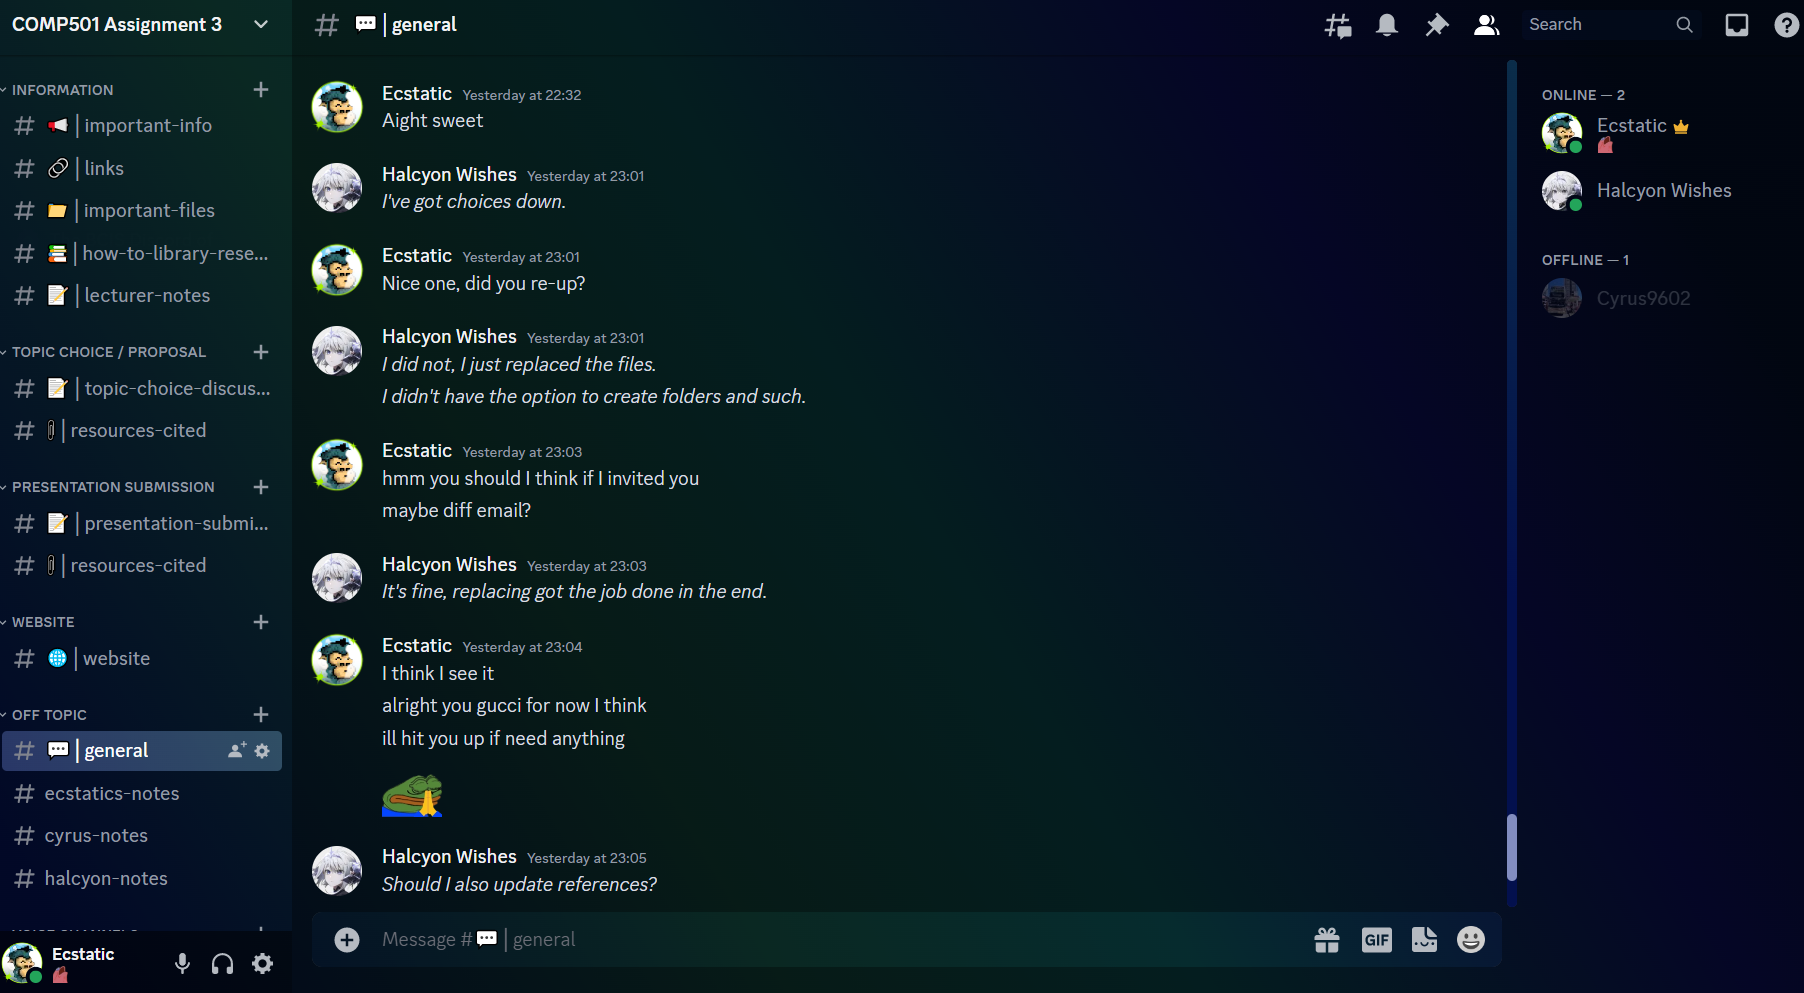 COMP501 Assignment 3
INFORMATION
important-info
links
important-files
how-to-library-rese...
lecturer-notes
TOPIC CHOICE / PROPOSAL
topic-choice-discus...
resources-cited
PRESENTATION SUBMISSION
presentation-submi...
resources-cited
WEBSITE
website
OFF TOPIC
general
ecstatics-notes
cyrus-notes
halcyon-notes
Ecstatic
general
Ecstatic Yesterday at 22:32
Aight sweet
Halcyon Wishes Yesterday at 23:01
I've got choices down.
Ecstatic Yesterday at 23:01
Nice one, did you re-up?
Halcyon Wishes Yesterday at 23:01
I did not, I just replaced the files.
I didn't have the option to create folders and such.
Ecstatic Yesterday at 23:03
hmm you should I think if I invited you
maybe diff email?
Halcyon Wishes Yesterday at 23:03
It's fine, replacing got the job done in the end.
Ecstatic Yesterday at 23:04
I think I see it
alright you gucci for now I think
ill hit you up if need anything
Halcyon Wishes Yesterday at 23:05
Should I also update references?
Message # | general
GIF
Search
ONLINE — 2
Ecstatic
Halcyon Wishes
OFFLINE — 1
Cyrus9602